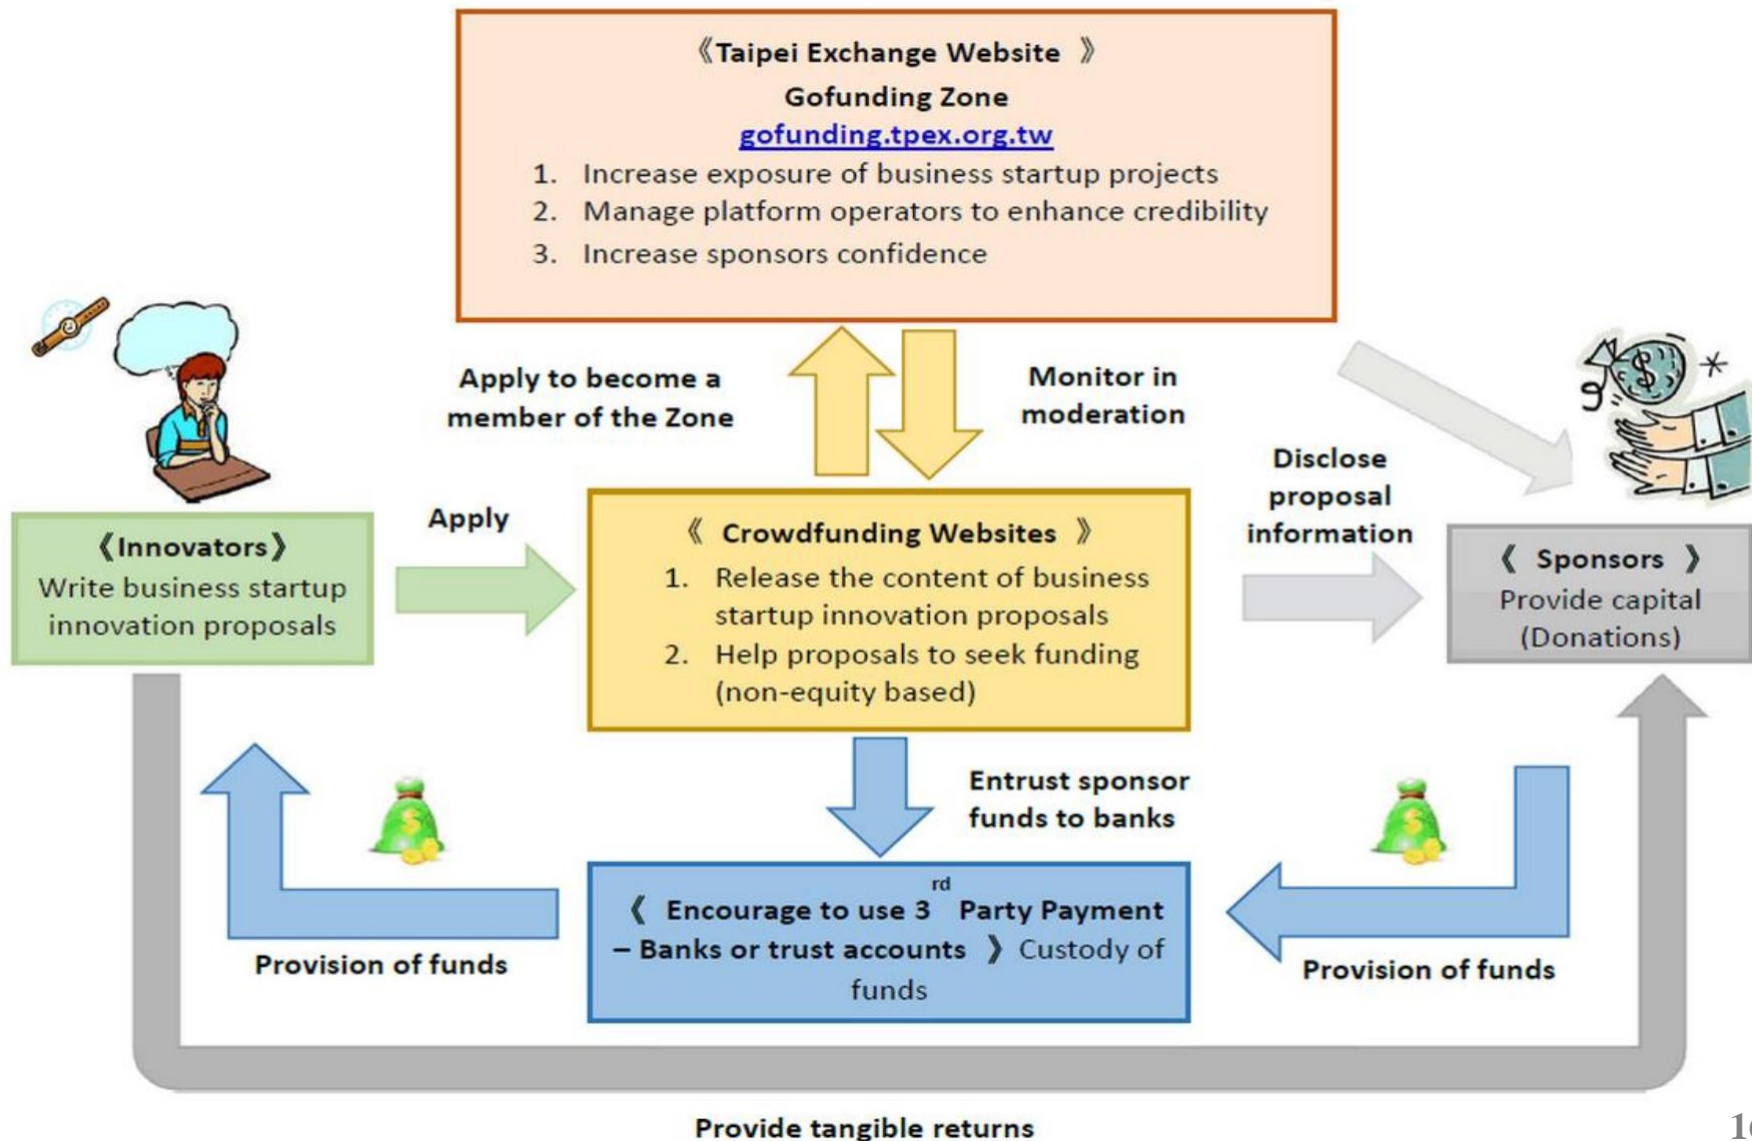 《Taipei Exchange Website 》
Gofunding Zone
gofunding.tpex.org.tw
1. Increase exposure of business startup projects
2. Manage platform operators to enhance credibility
3. Increase sponsors confidence
Apply to become a
member of the Zone
Monitor in
moderation
Disclose
proposal
information
Apply
《Innovators》
Write business startup
innovation proposals
《 Crowdfunding Websites 》
1. Release the content of business
startup innovation proposals
2. Help proposals to seek funding
(non-equity based)
《 Sponsors 》
Provide capital
(Donations)
Entrust sponsor
funds to banks
《 Encourage to use 3rd Party Payment
– Banks or trust accounts 》 Custody of
funds
Provision of funds
Provision of funds
Provide tangible returns